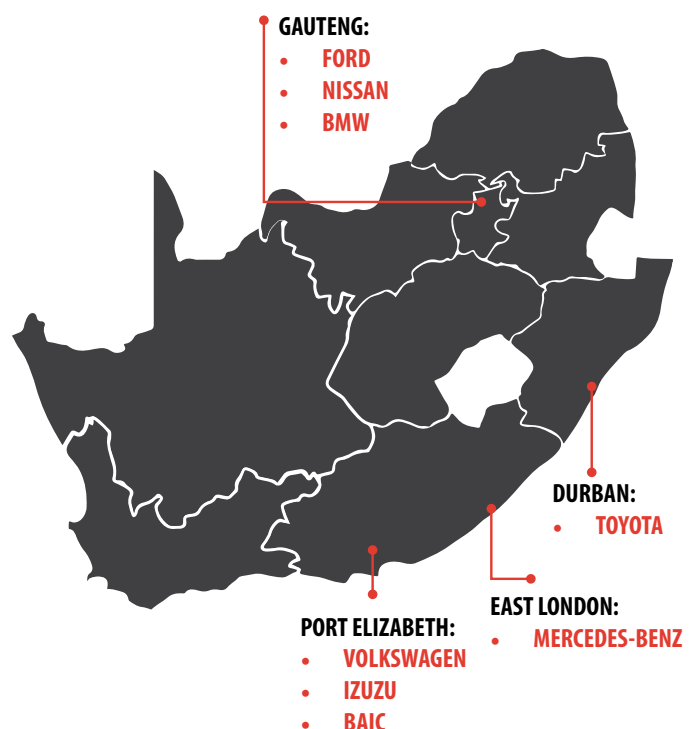 GAUTENG:
• FORD
• NISSAN
• BMW
DURBAN:
• TOYOTA
EAST LONDON:
• MERCEDES-BENZ
PORT ELIZABETH:
• VOLKSWAGEN
• IZUZU
• BAIC